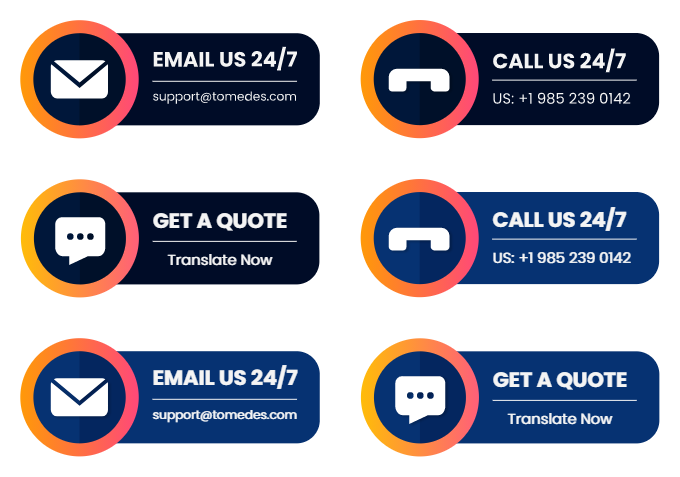 EMAIL US 24/7
support@tomedes.com
CALL US 24/7
US: +1 985 239 0142
GET A QUOTE
Translate Now
CALL US 24/7
US: +1 985 239 0142
EMAIL US 24/7
support@tomedes.com
GET A QUOTE
Translate Now